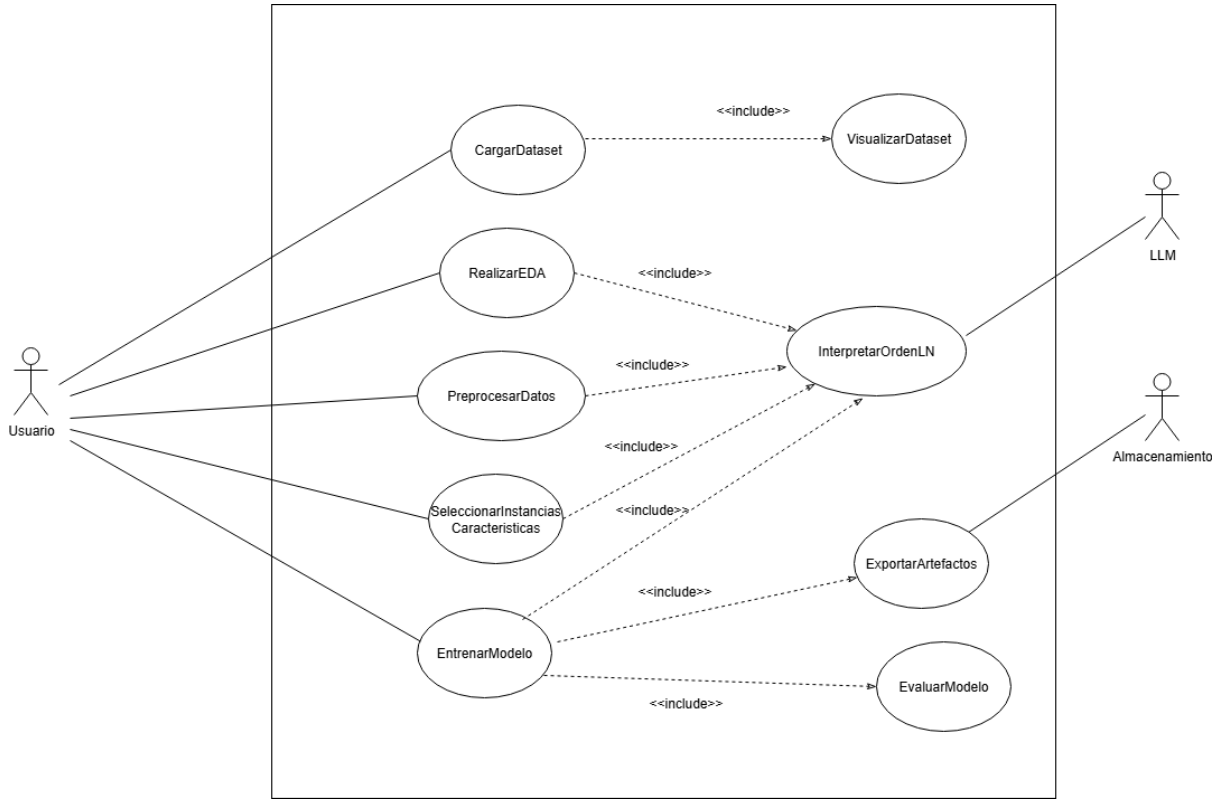 <<include>>
CargarDataset
VisualizarDataset
LLM
RealizarEDA
<<include>>
InterpretarOrdenLN
<<include>>
PreprocesarDatos
Usuario
<<include>>
Almacenamiento
SeleccionarInstancias
Caracteristicas
<<include>>
ExportarArtefactos
<<include>>
EntrenarModelo
EvaluarModelo
<<include>>